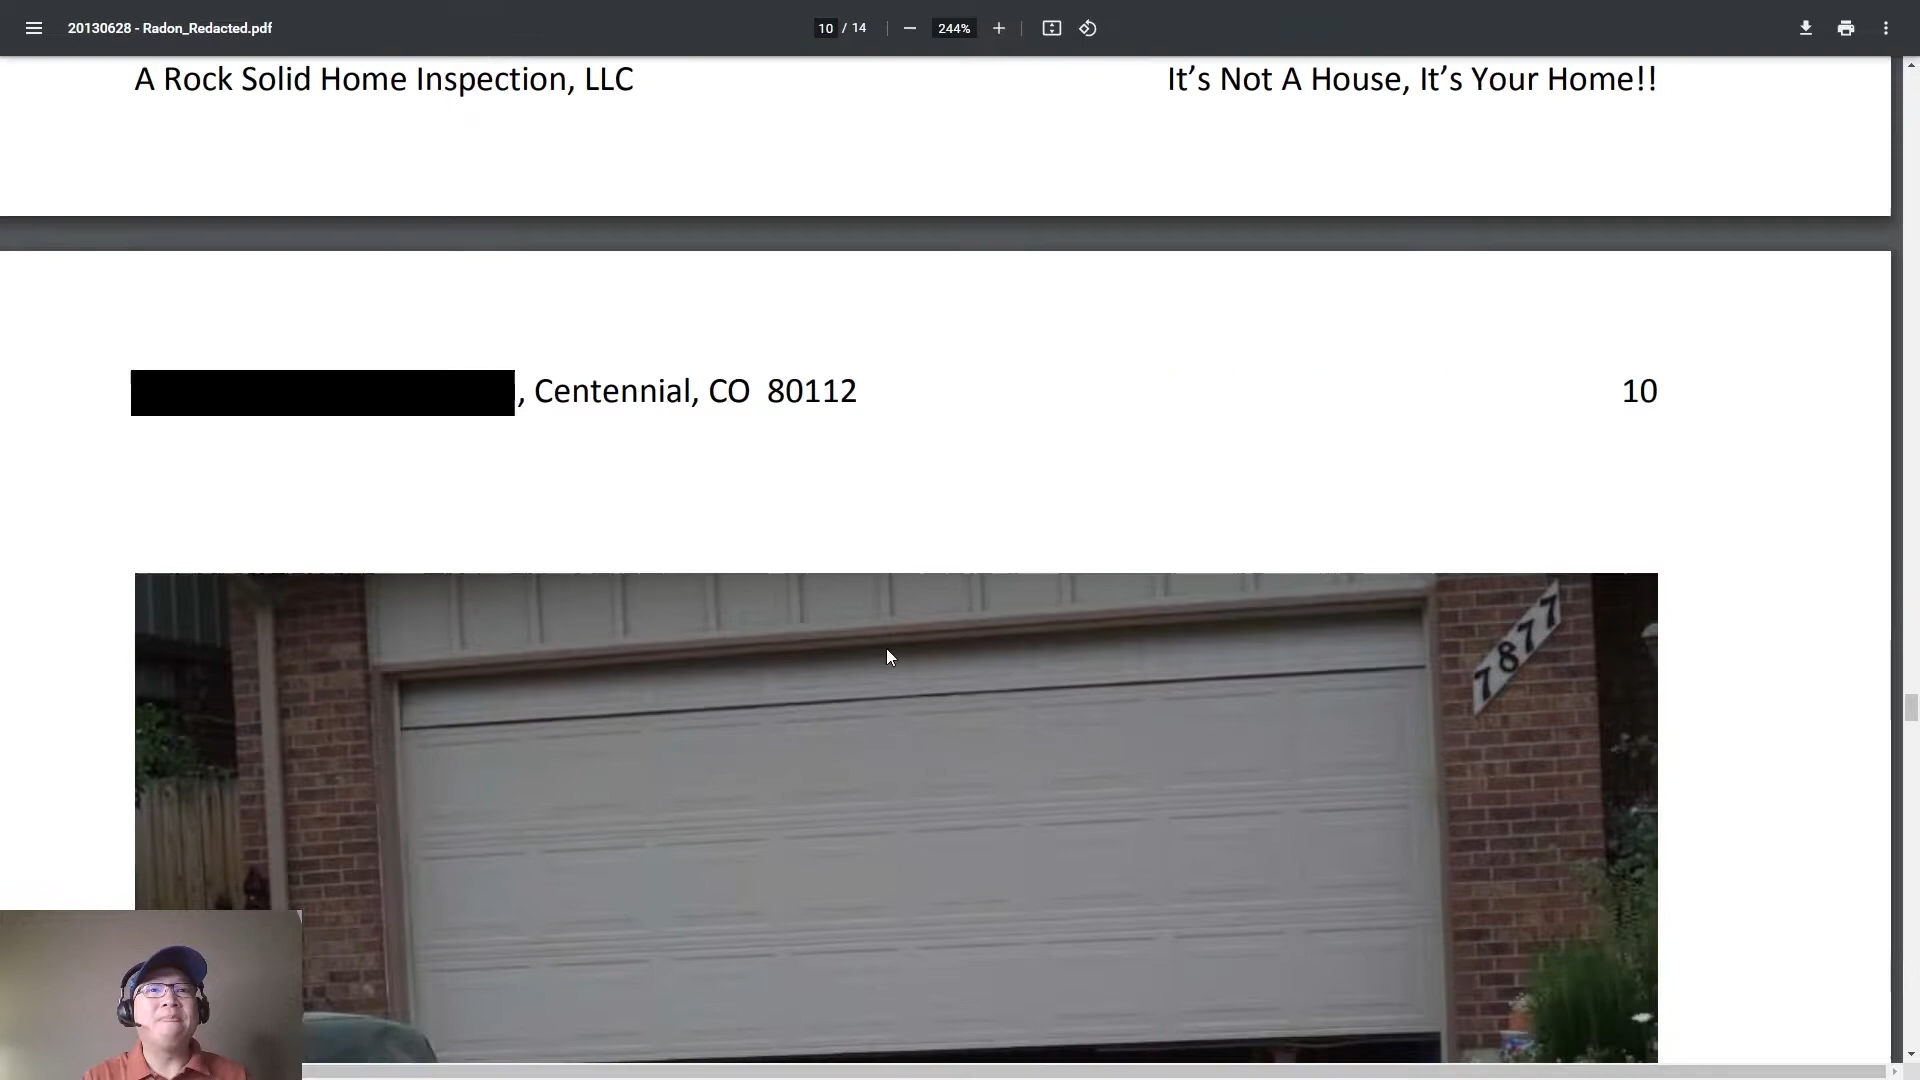 20130628 - Radon_Redacted.pdf
10 / 14
244%
A Rock Solid Home Inspection, LLC It’s Not A House, It’s Your Home!!
, Centennial, CO 80112 10
7877